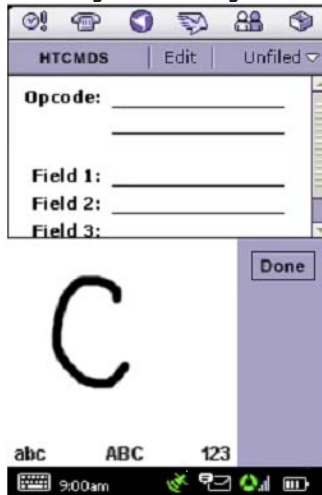 HTCMDS Edit Unfiled
Opcode:
Field 1:
Field 2:
Field 3:
Done
C
abc ABC 123
9:00am